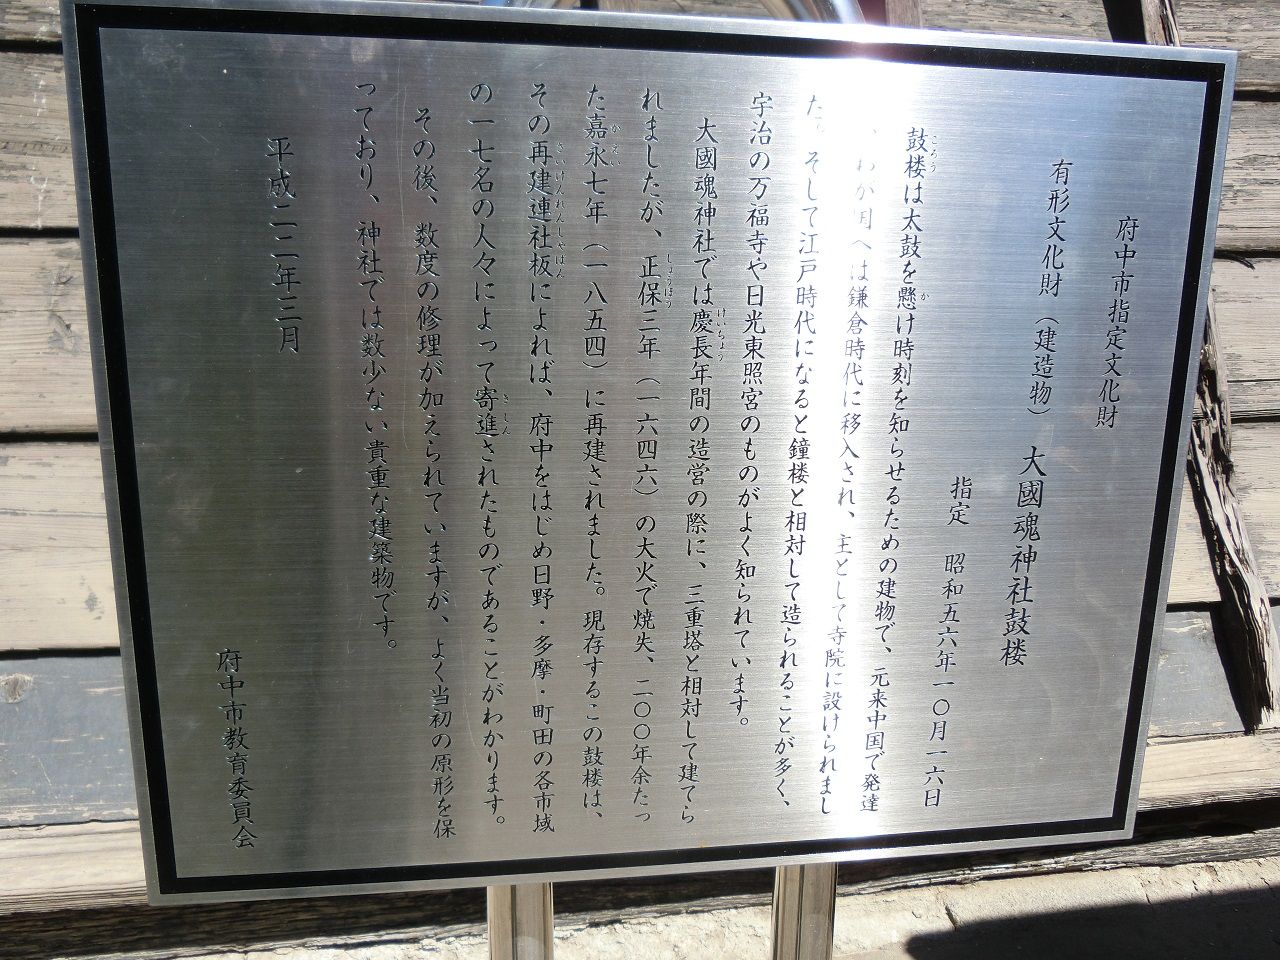 府中市指定文化財
有形文化財（建造物）　大國魂神社鼓楼
指定　昭和五六年一〇月一六日
鼓楼は太鼓を懸け時刻を知らせるための建物で、元来中国で発達
、わが国へは鎌倉時代に移入され、主として寺院に設けられまし
た。そして江戸時代になると鐘楼と相対して造られることが多く、
宇治の万福寺や日光東照宮のものがよく知られています。
大國魂神社では慶長年間の造営の際に、三重塔と相対して建てら
れましたが、正保三年（一六四六）の大火で焼失、二〇〇年余たっ
た嘉永七年（一八五四）に再建されました。現存するこの鼓楼は、
その再建連社板によれば、府中をはじめ日野・多摩・町田の各市域
の一七名の人々によって寄進されたものであることがわかります。
その後、数度の修理が加えられていますが、よく当初の原形を保
っており、神社では数少ない貴重な建築物です。
平成二二年三月
府中市教育委員会